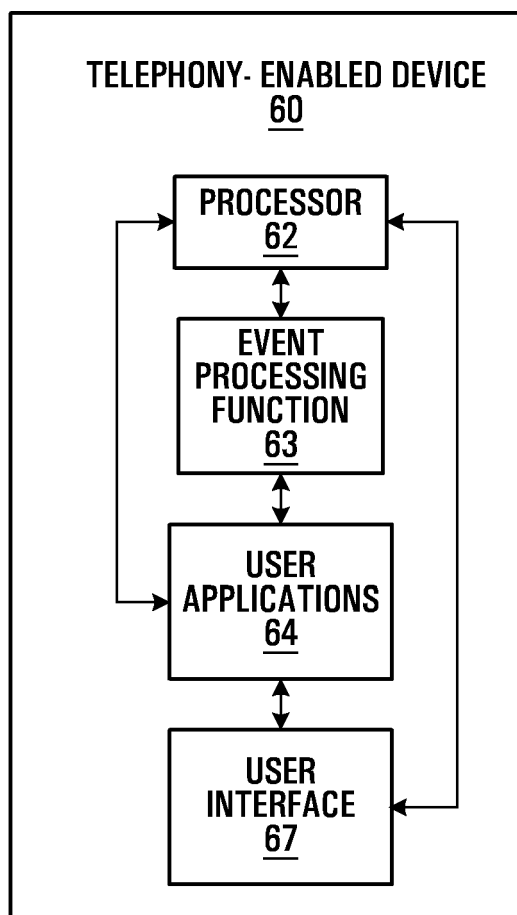 TELEPHONY- ENABLED DEVICE
60
PROCESSOR
62
EVENT
PROCESSING
FUNCTION
63
USER
APPLICATIONS
64
USER
INTERFACE
67